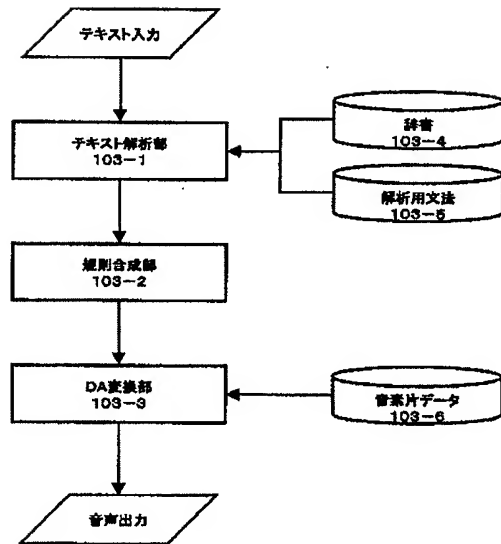 テキスト入力
テキスト解析部
103-1
辞書
103-4
解析用文法
103-5
規則合成部
103-2
DA変換部
103-3
音素片データ
103-6
音声出力